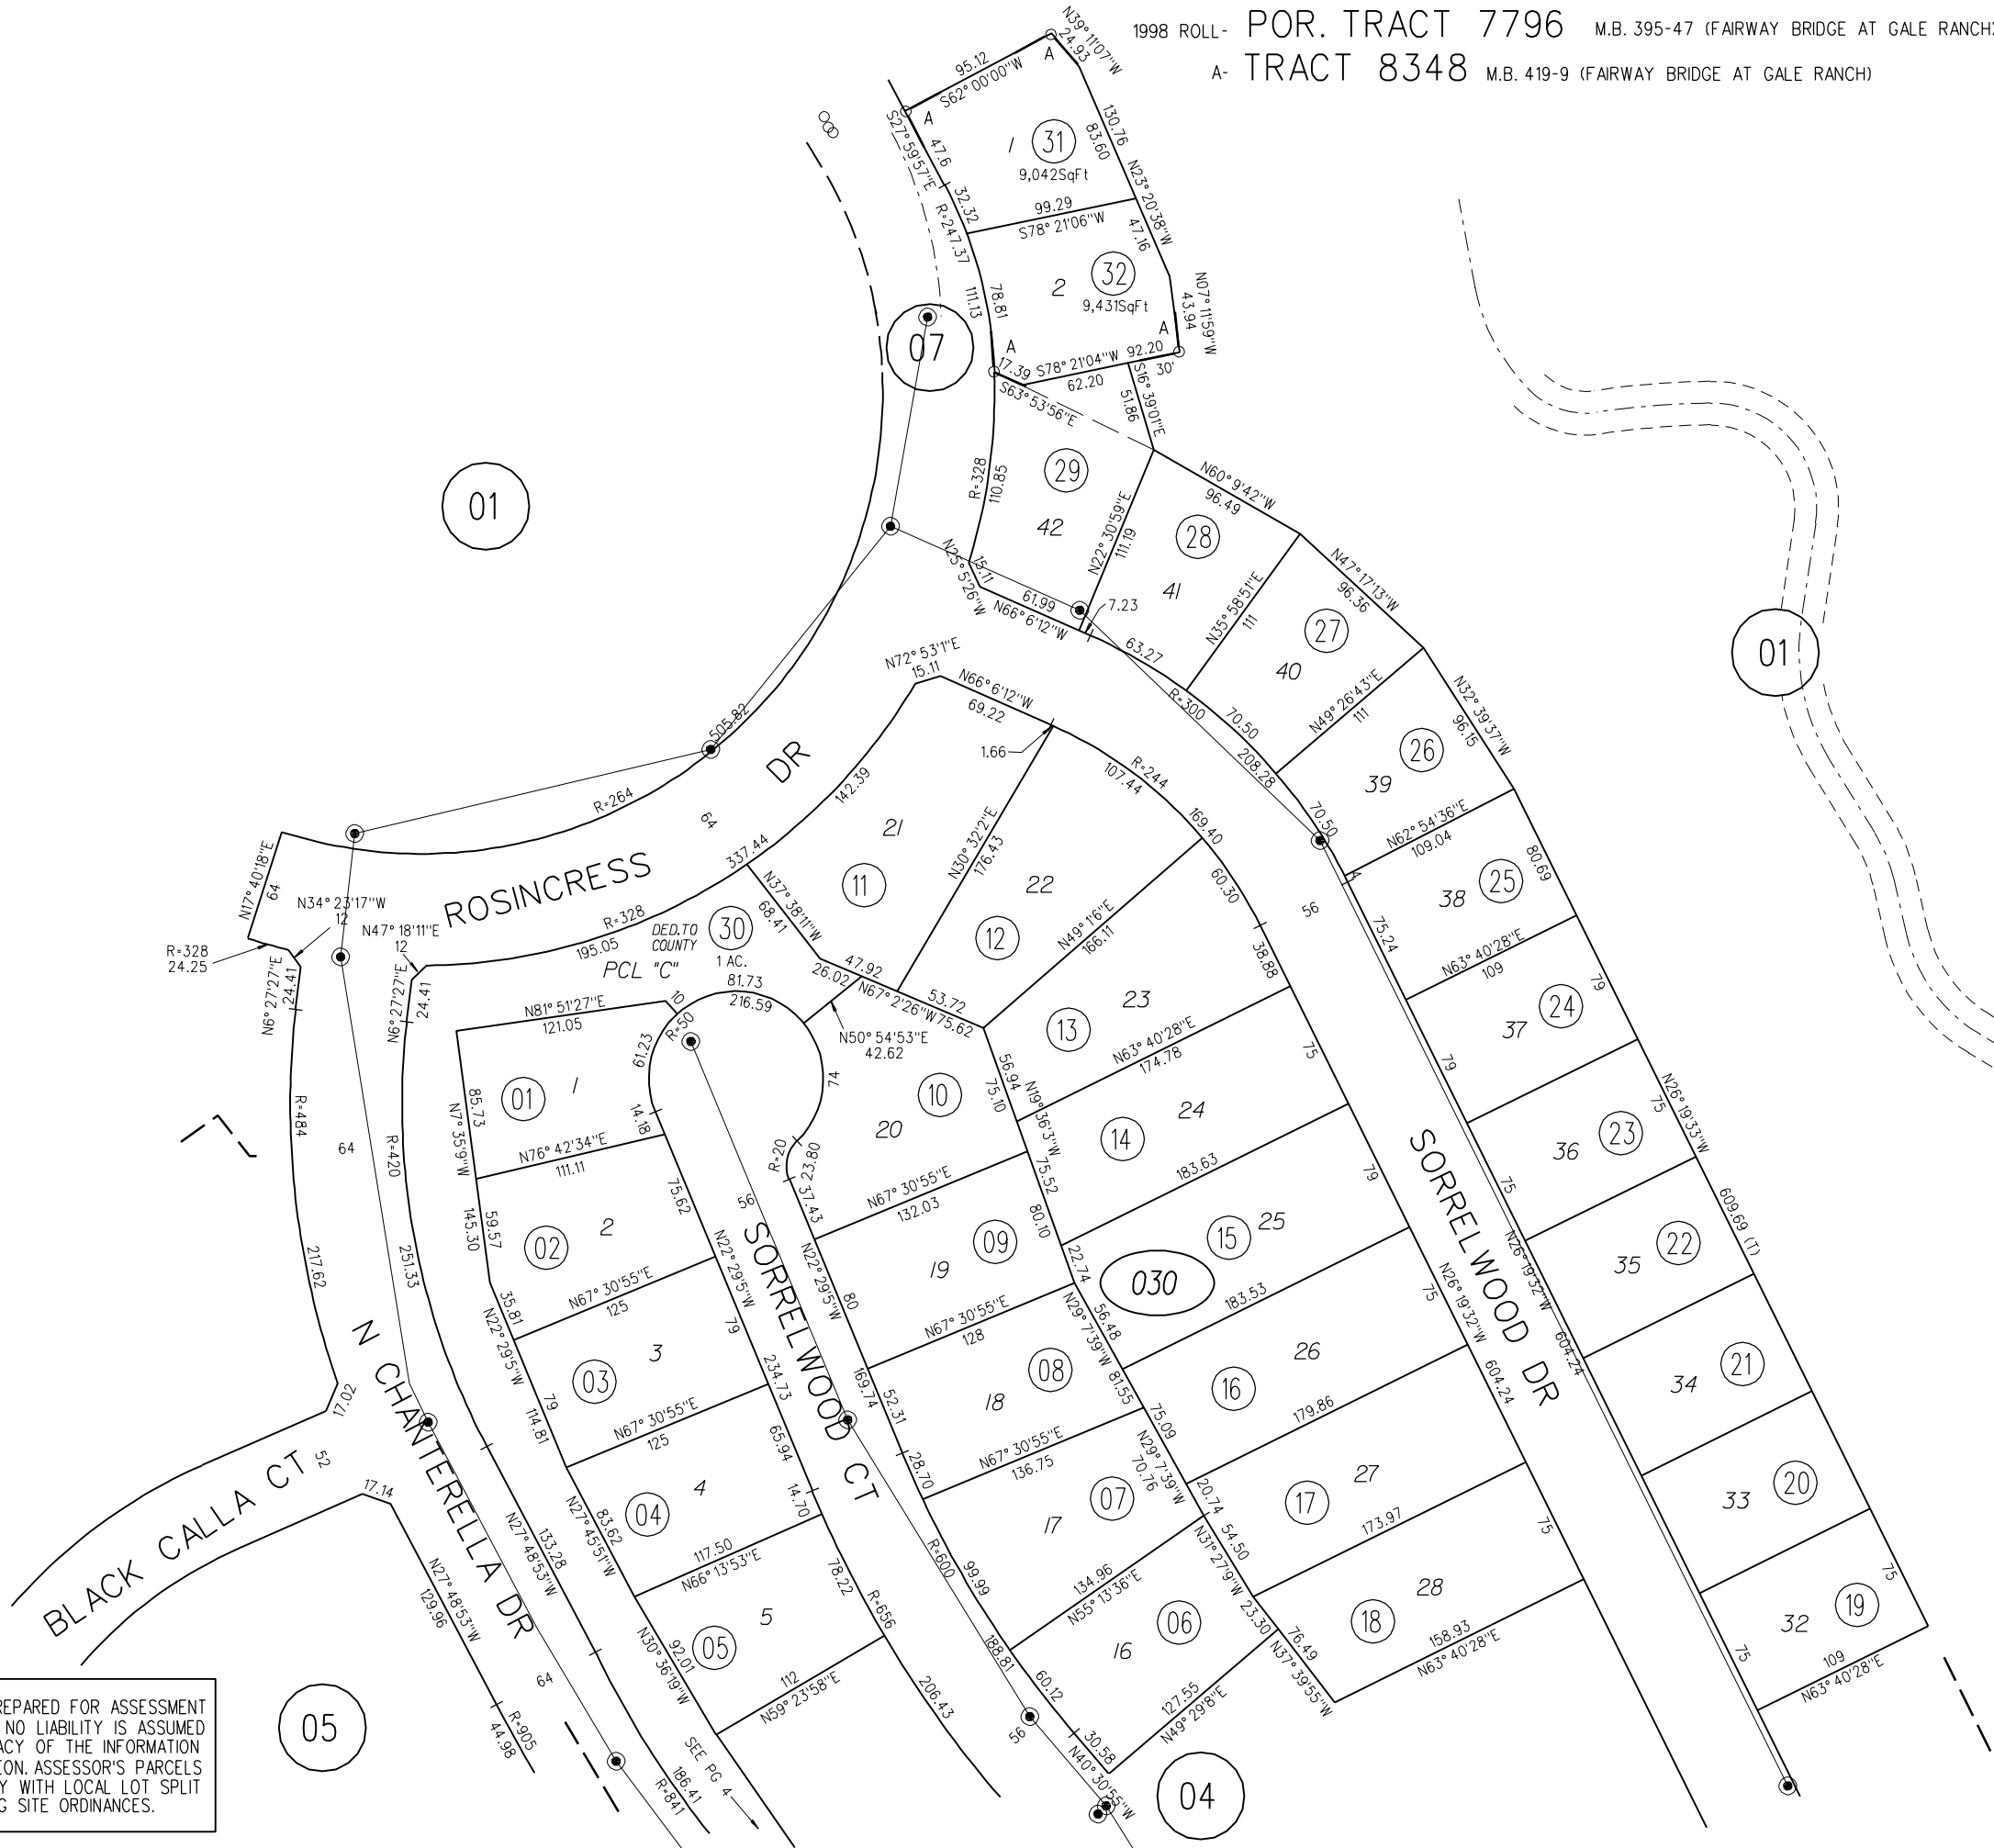 1998 ROLL- POR. TRACT 7796 M.B. 395-47 (FAIRWAY BRIDGE AT GALE RANCH)
A- TRACT 8348 M.B. 419-9 (FAIRWAY BRIDGE AT GALE RANCH)
N39° 11'07"W
24.93
95.12
S62° 00'00"W
A
A
S27° 59'57"E
47.6
1
31
9,042SqFt
130.76
83.60
N23° 20'38"W
32.32
R=247.37
99.29
S78° 21'06"W
47.16
111.13
78.81
2
32
9,431SqFt
N07° 11'59"W
43.94
07
A
A
17.39
S78° 21'04"W
92.20
62.20
30'
S63° 53'56"E
S16° 39'01"E
51.86
01
R=328
110.85
29
42
N60° 9'42"W
96.49
N22° 30'59"E
111.19
28
41
N25° 5'26"W
15.11
61.99
N66° 6'12"W
7.23
N47° 17'13"W
96.36
N35° 58'51"E
111
27
40
63.27
R=300
70.50
208.28
N49° 26'43"E
111
01
N72° 53'1"E
15.11
N66° 6'12"W
69.22
1.66
N32° 39'37"W
96.15
26
39
70.50
N62° 54'36"E
109.04
4
505.82
R=264
DR
64
142.39
337.44
R=244
107.44
169.40
60.30
21
11
N30° 32'2"E
176.43
22
12
N49° 1'6"E
166.11
80.69
25
38
56
75.24
N63° 40'28"E
109
N17° 40'18"E
64
N34° 23'17"W
12
R=328
24.25
N6° 27'27"E
24.41
N47° 18'11"E
12
N6° 27'27"E
24.41
ROSINCRESS
R=328
195.05
DED.TO
COUNTY
30
PCL "C"
1 AC.
N37° 38'11"W
68.41
47.92
26.02
N67° 2'26"W
53.72
75.62
38.88
23
13
79
24
37
N81° 51'27"E
121.05
10
81.73
216.59
R=50
61.23
N50° 54'53"E
42.62
56.94
75.10
N19° 36'3"W
N63° 40'28"E
174.78
75
79
85.73
N7° 35'9"W
01
1
14.18
74
10
20
24
14
N26° 19'33"W
75
23
36
R=484
64
R=420
N76° 42'34"E
111.11
R=20
23.80
37.43
N67° 30'55"E
132.03
75.52
80.10
183.63
SORRELWOOD DR
79
75
145.30
59.57
02
2
75.62
56
SORRELWOOD CT
N22° 29'5"W
N22° 29'5"W
09
19
22.74
030
15
25
609.69 (T)
22
35
N26° 19'32"W
217.62
251.33
35.81
N22° 29'5"W
N67° 30'55"E
125
80
N67° 30'55"E
128
N29° 7'39"W
56.48
183.53
N26° 19'32"W
75
604.24
21
34
79
114.81
03
3
79
234.73
169.74
08
18
81.55
16
26
604.24
17.02
N CHANTERELLA DR
N67° 30'55"E
125
65.94
52.31
28.70
N67° 30'55"E
136.75
75.09
N29° 7'39"W
70.76
179.86
20
33
BLACK CALLA CT
52
17.14
04
4
14.70
07
17
20.74
17
27
N27° 45'51"W
83.62
N27° 48'53"W
133.28
N27° 48'53"W
129.96
117.50
N66° 13'53"E
78.22
R=656
R=600
99.99
134.96
N55° 13'36"E
N31° 27'9"W
54.50
23.30
173.97
75
75
19
32
05
5
N30° 36'19"W
92.01
188.81
06
16
18
28
76.49
N37° 39'55"W
158.93
N63° 40'28"E
75
109
N63° 40'28"E
64
112
N59° 23'58"E
206.43
60.12
127.55
N49° 29'8"E
30.58
N40° 30'55"W
56
04
R=905
44.98
SEE PG 4
186.41
R=841
05
REPARED FOR ASSESSMENT
NO LIABILITY IS ASSUMED
ACY OF THE INFORMATION
ION. ASSESSOR'S PARCELS
Y WITH LOCAL LOT SPLIT
G SITE ORDINANCES.